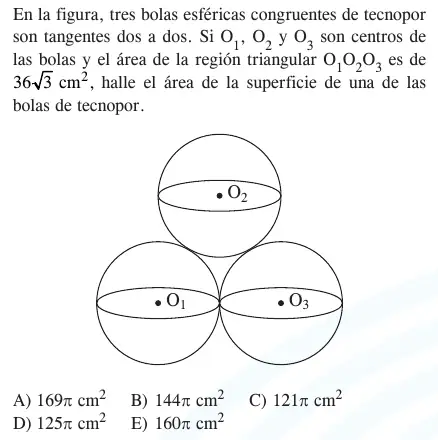 En la figura, tres bolas esféricas congruentes de tecnopor
son tangentes dos a dos. Si O₁, O₂ y O₃ son centros de
las bolas y el área de la región triangular O₁O₂O₃ es de
36√3 cm², halle el área de la superficie de una de las
bolas de tecnopor.
O₂
O₁ O₃
A) 169π cm² B) 144π cm² C) 121π cm²
D) 125π cm² E) 160π cm²